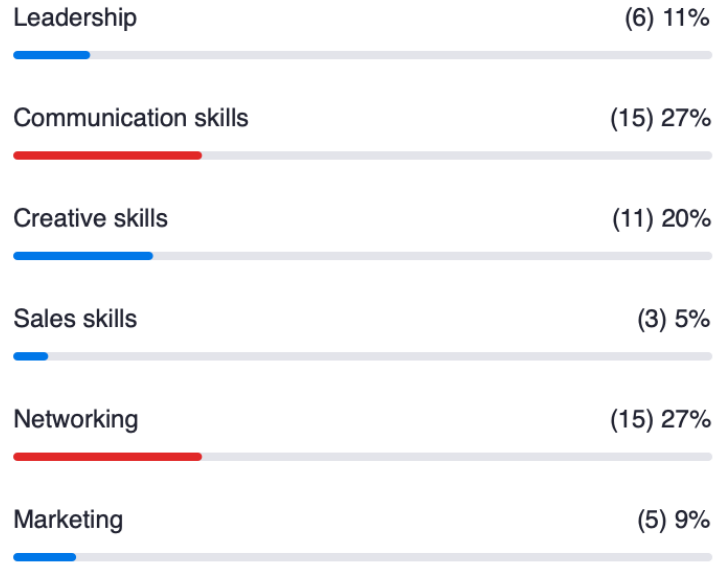 Leadership (6) 11%
Communication skills (15) 27%
Creative skills (11) 20%
Sales skills (3) 5%
Networking (15) 27%
Marketing (5) 9%